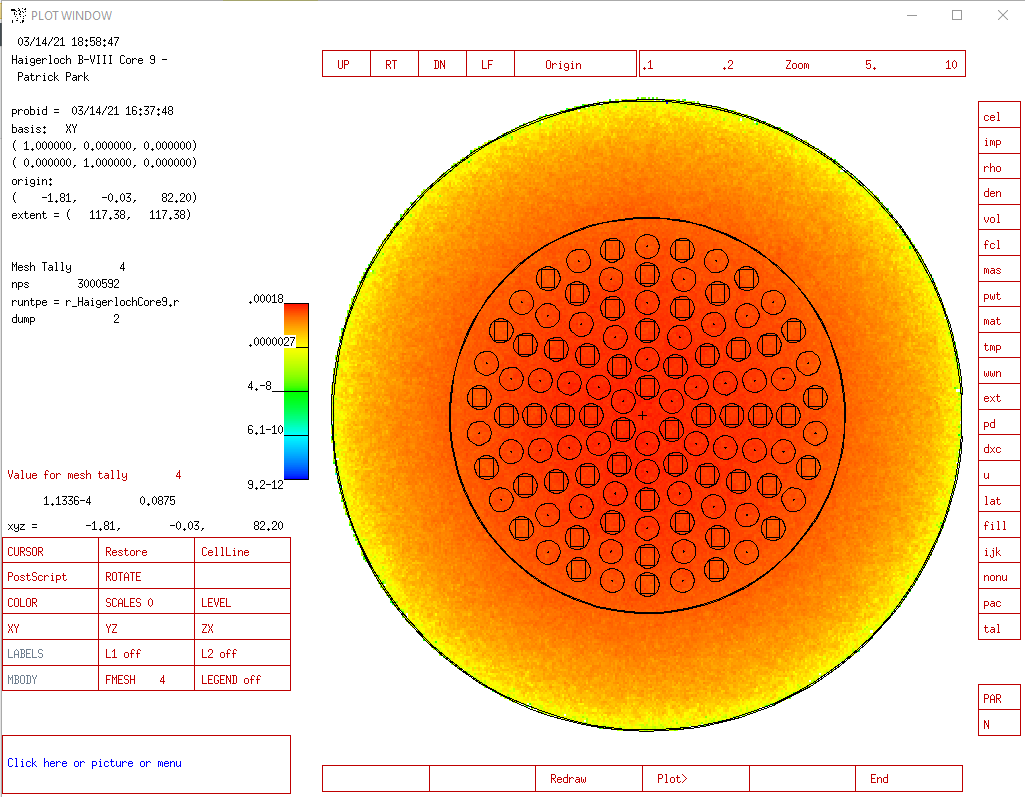 PLOT WINDOW
03/14/21 18:58:47
Haigerloch B-VIII Core 9 -
Patrick Park
probid = 03/14/21 16:37:48
basis: XY
( 1.000000, 0.000000, 0.000000)
( 0.000000, 1.000000, 0.000000)
origin:
( -1.81, -0.03, 82.20)
extent = ( 117.38, 117.38)
Mesh Tally 4
nps 3000592
runtpe = r_HaigerlochCore9.r
dump 2
.00018
.0000027
4.-8
6.1-10
9.2-12
Value for mesh tally 4
1.1336-4 0.0875
xyz = -1.81, -0.03, 82.20
CURSOR Restore CellLine
PostScript ROTATE
COLOR SCALES 0 LEVEL
XY YZ ZX
LABELS L1 off L2 off
MBODY FMESH 4 LEGEND off
Click here or picture or menu
UP RT DN LF Origin .1 .2 Zoom 5. 10
cel
imp
rho
den
vol
fcl
mas
pwt
mat
tmp
wwn
ext
pd
dxc
u
lat
fill
ijk
nonu
pac
tal
PAR
N
Redraw Plot> End